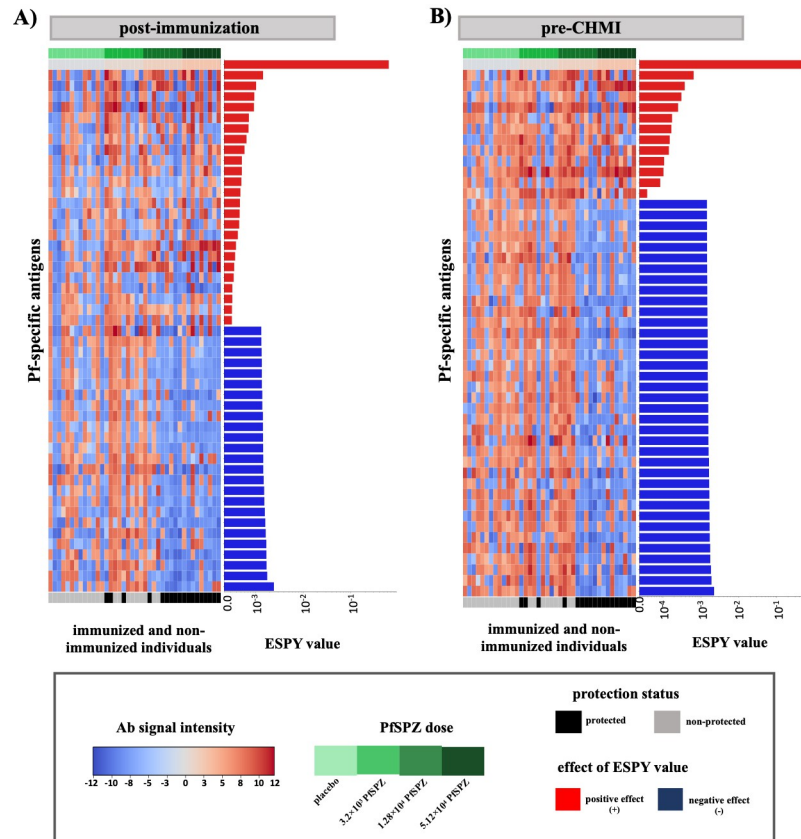 A)
post-immunization
Pf-specific antigens
0.0
10-3
10-2
10-1
immunized and non-
immunized individuals
ESPY value
B)
pre-CHMI
Pf-specific antigens
0.0
10-4
10-3
10-2
10-1
immunized and non-
immunized individuals
ESPY value
Ab signal intensity
-12 -10 -8 -5 -3 0 3 5 8 10 12
PfSPZ dose
placebo
3.2×10³ PfSPZ
1.28×10⁴ PfSPZ
5.12×10⁴ PfSPZ
protection status
protected
non-protected
effect of ESPY value
positive effect
(+)
negative effect
(-)